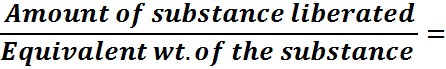 Amount of substance liberated
Equivalent wt. of the substance =